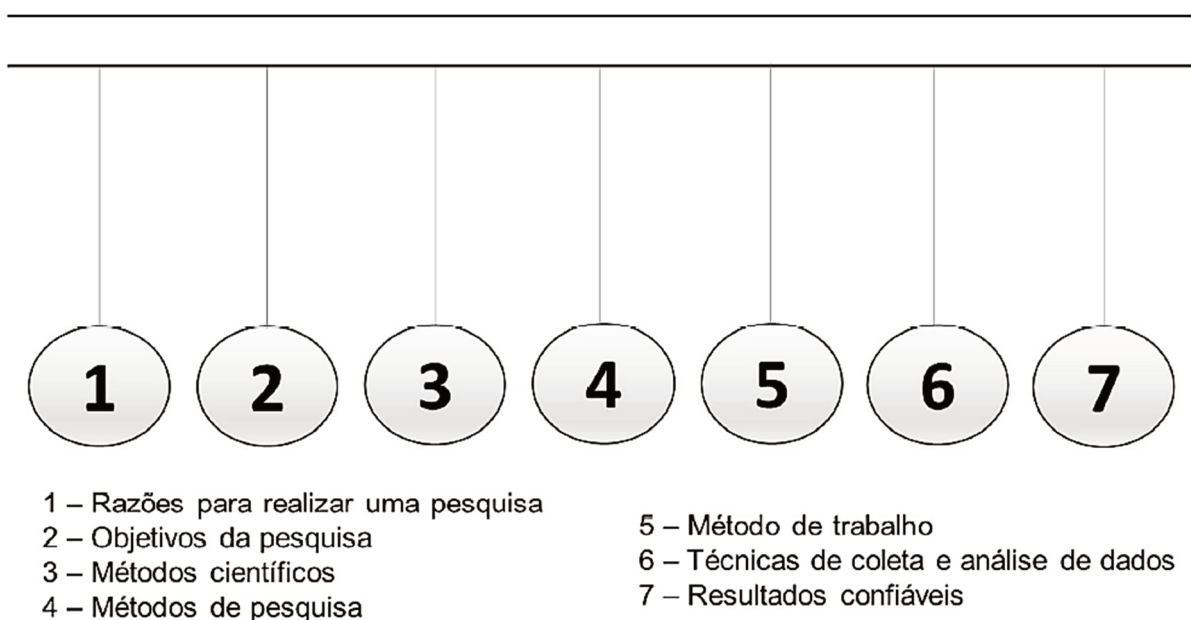 1 2 3 4 5 6 7
1 – Razões para realizar uma pesquisa
2 – Objetivos da pesquisa
3 – Métodos científicos
4 – Métodos de pesquisa
5 – Método de trabalho
6 – Técnicas de coleta e análise de dados
7 – Resultados confiáveis